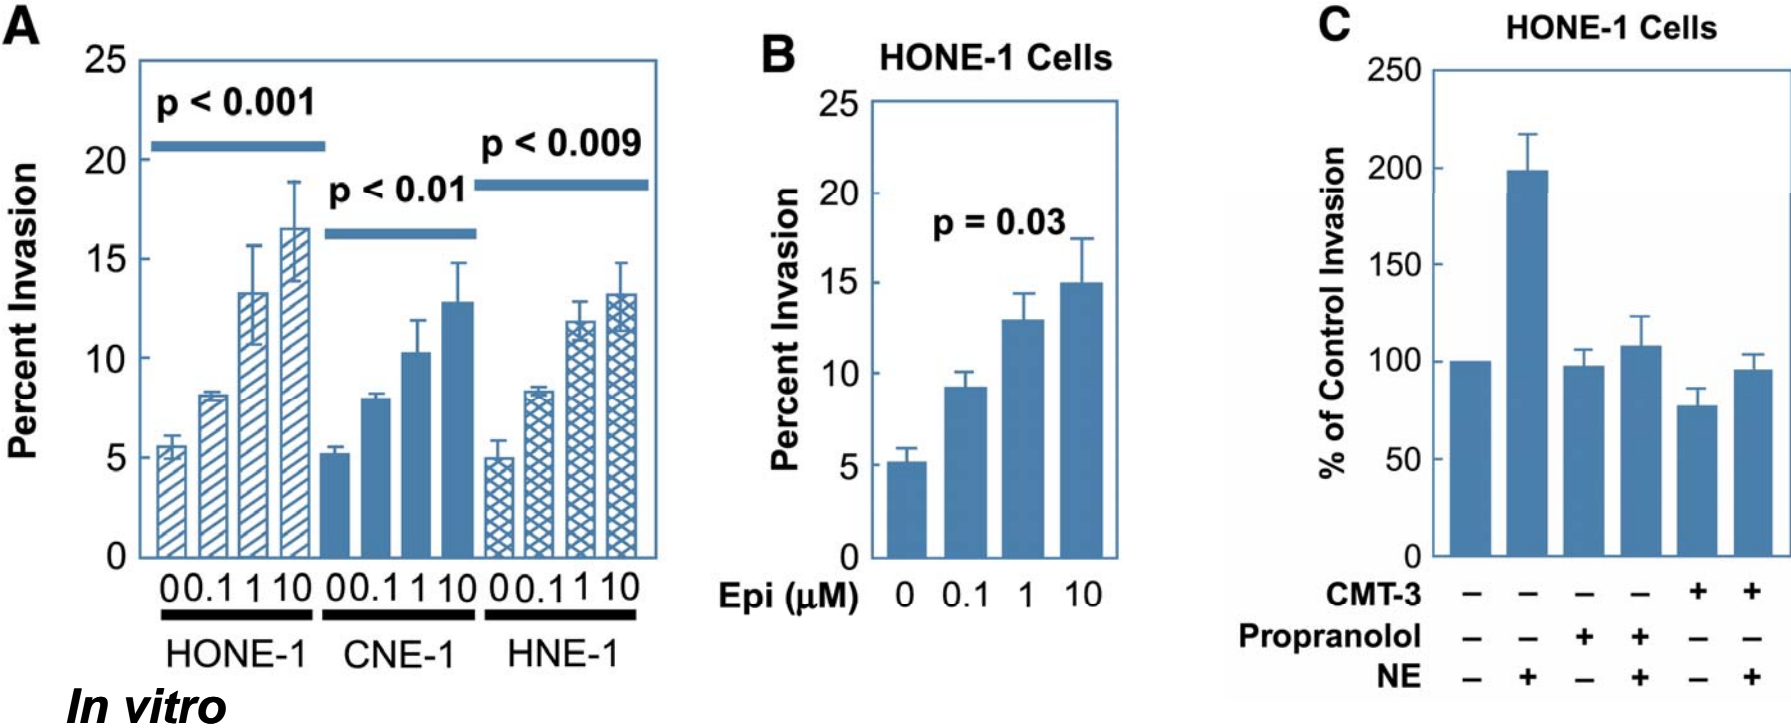 A
25
20
15
10
5
0
Percent Invasion
p < 0.001
p < 0.01
p < 0.009
0 0.1 1 10 0 0.1 1 10 0 0.1 1 10
HONE-1 CNE-1 HNE-1
In vitro
B
HONE-1 Cells
25
20
15
10
5
0
Percent Invasion
p = 0.03
Epi (μM) 0 0.1 1 10
C
HONE-1 Cells
250
200
150
100
50
0
% of Control Invasion
CMT-3 – – – – + +
Propranolol – – + + – –
NE – + – + – +